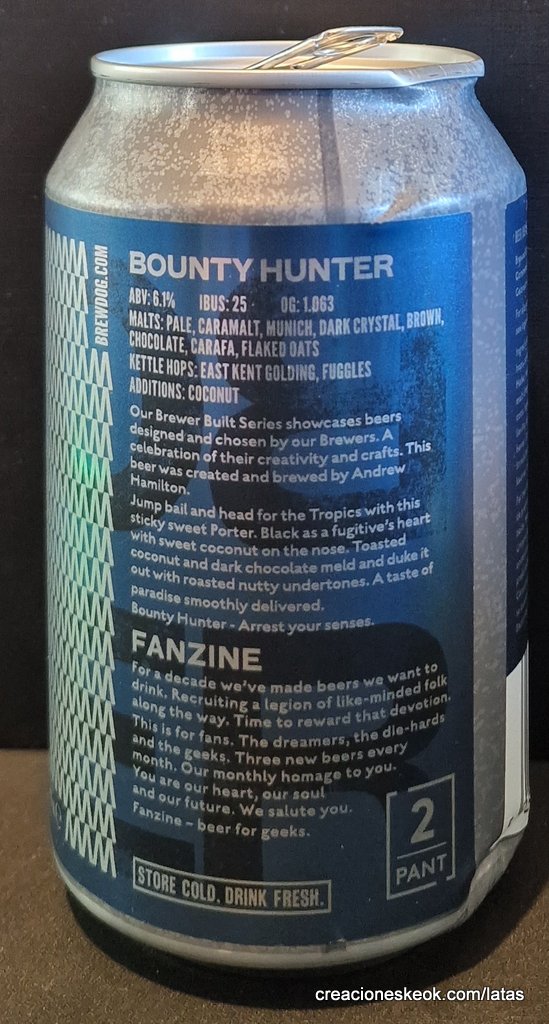 BREWDOG.COM
BOUNTY HUNTER
ABV: 6.1% IBUS: 25 OG: 1.063
MALTS: PALE, CARAMALT, MUNICH, DARK CRYSTAL, BROWN,
CHOCOLATE, CARAFA, FLAKED OATS
KETTLE HOPS: EAST KENT GOLDING, FUGGLES
ADDITIONS: COCONUT
Our Brewer Built Series showcases beers
designed and chosen by our Brewers. A
celebration of their creativity and crafts. This
beer was created and brewed by Andrew
Hamilton.
Jump bail and head for the Tropics with this
sticky sweet Porter. Black as a fugitive's heart
with sweet coconut on the nose. Toasted
coconut and dark chocolate meld and duke it
out with roasted nutty undertones. A taste of
paradise smoothly delivered.
Bounty Hunter - Arrest your senses.
FANZINE
For a decade we've made beers we want to
drink. Recruiting a legion of like-minded folk
along the way. Time to reward that devotion.
This is for fans. The dreamers, the die-hards
and the geeks. Three new beers every
month. Our monthly homage to you.
You are our heart, our soul
and our future. We salute you.
Fanzine – beer for geeks.
2
PANT
STORE COLD. DRINK FRESH.
creacioneskeok.com/latas